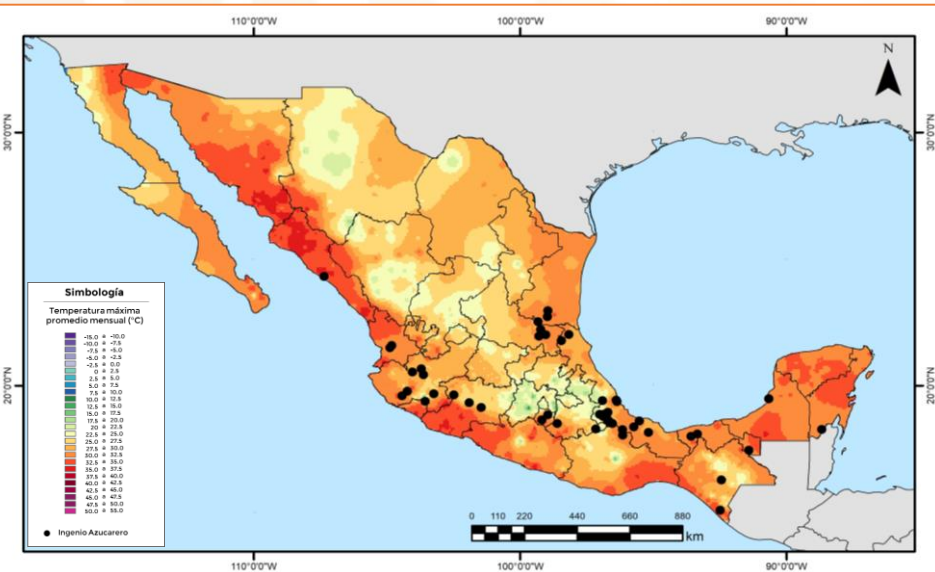 110°0'0"W 100°0'0"W 90°0'0"W
N
30°0'0"N 30°0'0"N
20°0'0"N 20°0'0"N
Simbología
Temperatura máxima
promedio mensual (°C)
-15.0 a -10.0
-10.0 a -7.5
-7.5 a -5.0
-5.0 a -2.5
-2.5 a 0.0
0 a 2.5
2.5 a 5.0
5.0 a 7.5
7.5 a 10.0
10.0 a 12.5
12.5 a 15.0
15.0 a 17.5
17.5 a 20.0
20 a 22.5
22.5 a 25.0
25.0 a 27.5
27.5 a 30.0
30.0 a 32.5
32.5 a 35.0
35.0 a 37.5
37.5 a 40.0
40.0 a 42.5
42.5 a 45.0
45.0 a 47.5
47.5 a 50.0
50.0 a 55.0
Ingenio Azucarero
0 110 220 440 660 880
km
110°0'0"W 100°0'0"W 90°0'0"W